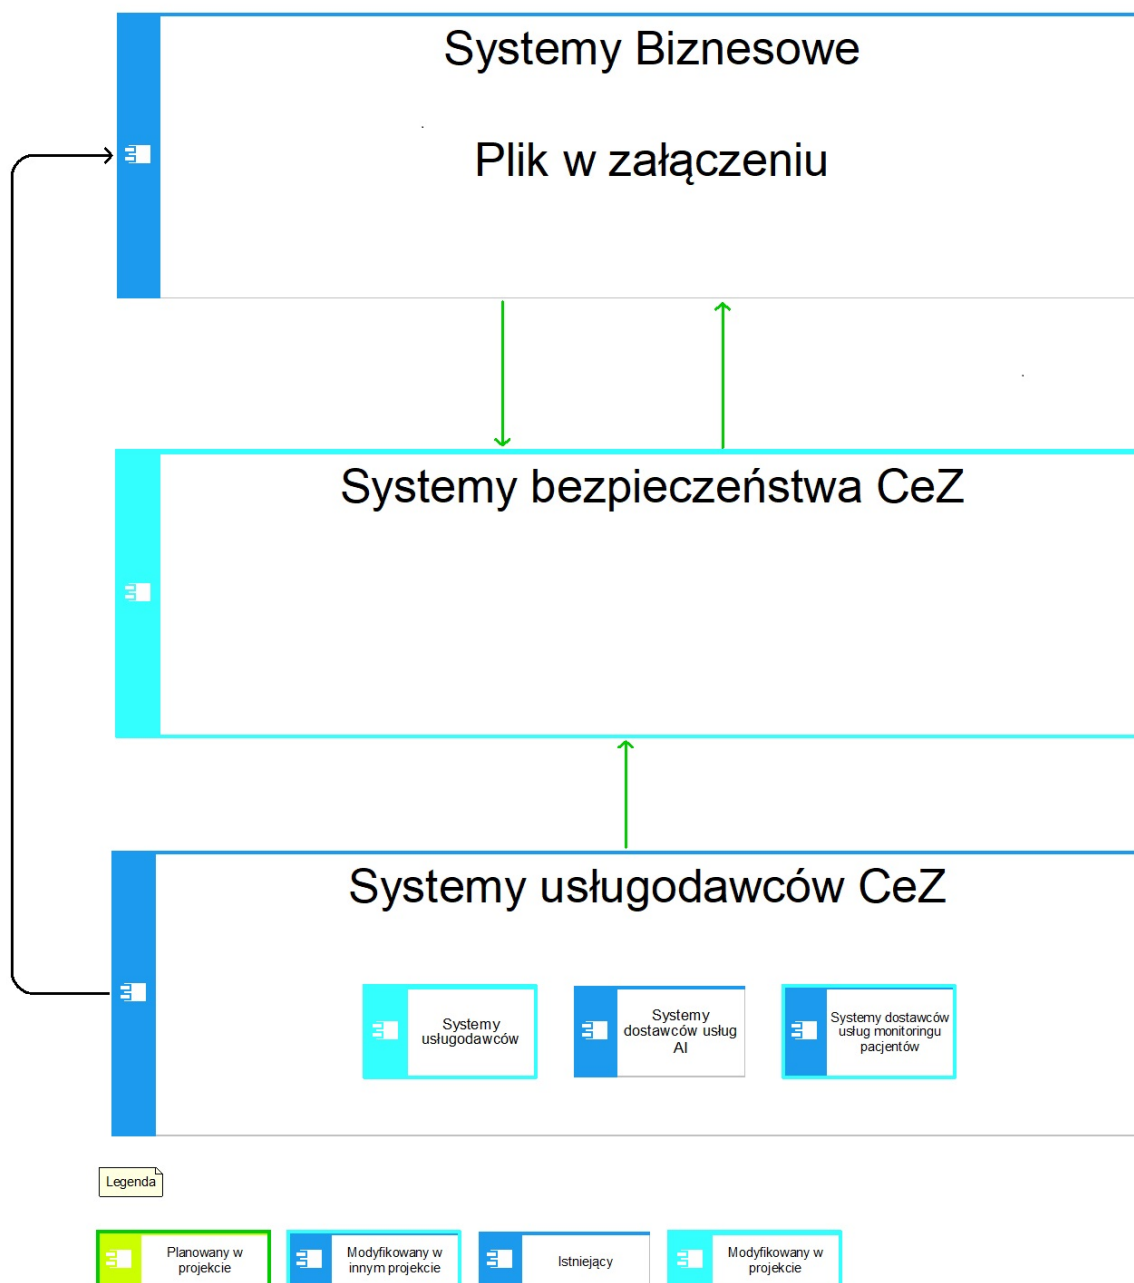 Systemy Biznesowe
Plik w załączeniu
Systemy bezpieczeństwa CeZ
Systemy usługodawców CeZ
Systemy
usługodawców
Systemy
dostawców usług
AI
Systemy dostawców
usług monitoringu
pacjentów
Legenda
Planowany w
projekcie
Modyfikowany w
innym projekcie
Istniejący
Modyfikowany w
projekcie